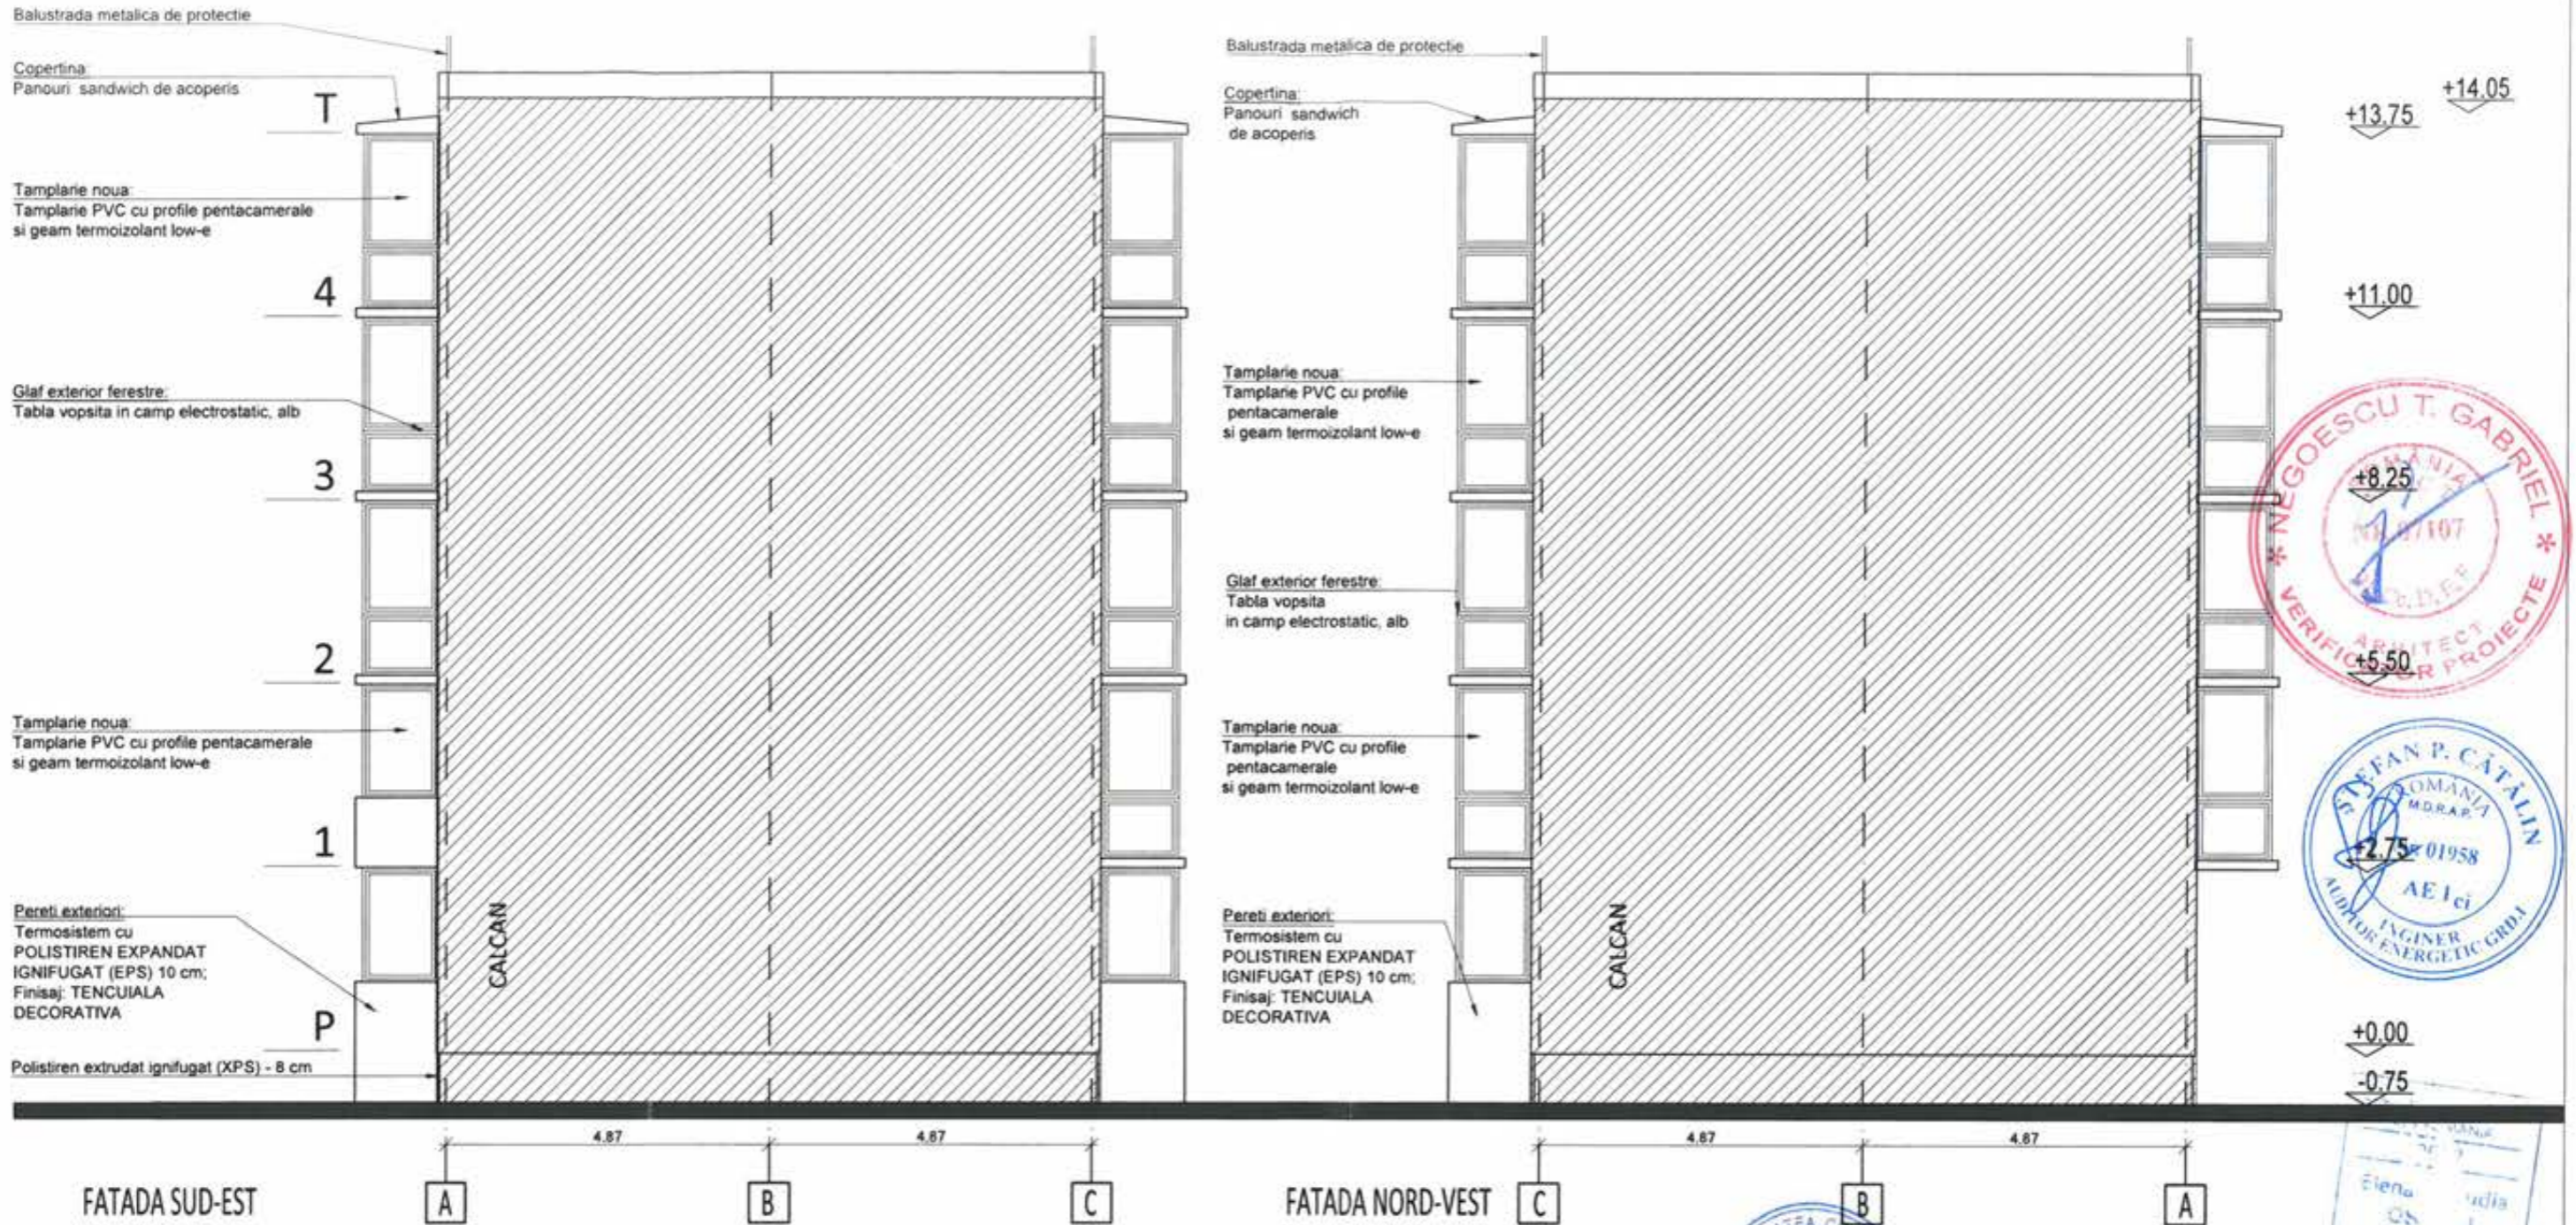 Balustrada metalica de protectie
Copertina:
Panouri sandwich de acoperis
T
Tamplarie noua:
Tamplarie PVC cu profile pentacamerale
si geam termoizolant low-e
4
Glaf exterior ferestre:
Tabla vopsita in camp electrostatic, alb
3
2
Tamplarie noua:
Tamplarie PVC cu profile pentacamerale
si geam termoizolant low-e
1
Pereti exteriori:
Termosistem cu
POLISTIREN EXPANDAT
IGNIFUGAT (EPS) 10 cm;
Finisaj: TENCUIALA
DECORATIVA
P
Polistiren extrudat ignifugat (XPS) - 8 cm
CALCAN
4.87
4.87
FATADA SUD-EST
A
B
C
Balustrada metalica de protectie
Copertina:
Panouri sandwich
de acoperis
Tamplarie noua:
Tamplarie PVC cu profile
pentacamerale
si geam termoizolant low-e
Glaf exterior ferestre:
Tabla vopsita
in camp electrostatic, alb
Tamplarie noua:
Tamplarie PVC cu profile
pentacamerale
si geam termoizolant low-e
Pereti exteriori:
Termosistem cu
POLISTIREN EXPANDAT
IGNIFUGAT (EPS) 10 cm;
Finisaj: TENCUIALA
DECORATIVA
CALCAN
4.87
4.87
FATADA NORD-VEST
C
B
A
+14.05
+13.75
+11.00
+8.25
+5.50
+2.75
+0.00
-0.75
* NEGOESCU T. GABRIEL *
ROMÂNIA
07107
ARHITECT
VERIFICATOR PROIECTE
ȘTEFAN P. CĂTĂLIN
ROMANIA
M.D.R.A.P.
01958
AE I ci
INGINER
AUDITOR ENERGETIC GRD.I
Elena